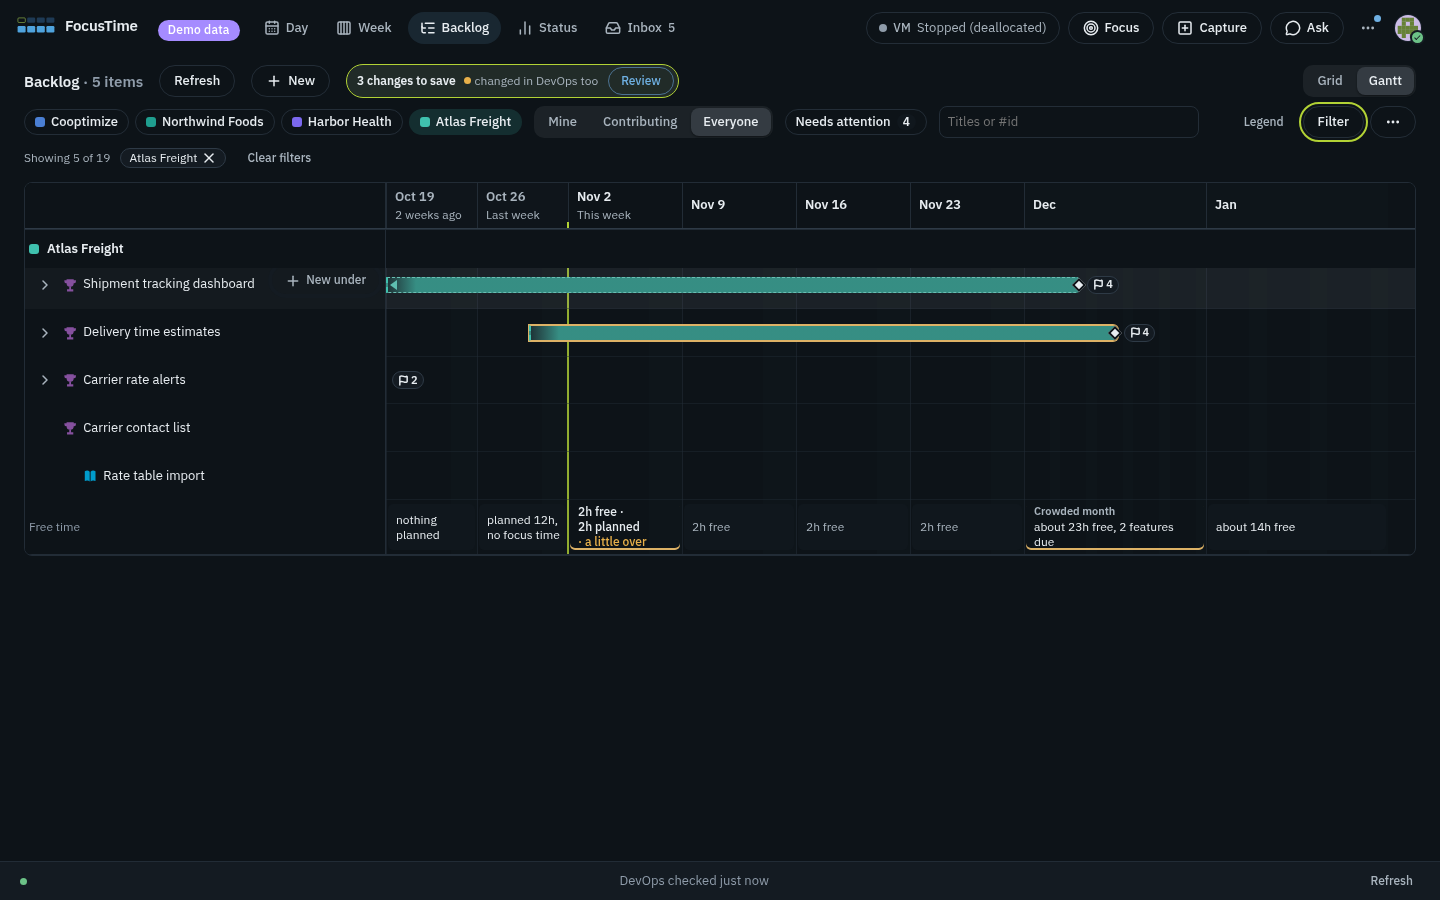 FocusTime
Demo data
Day
Week
Backlog
Status
Inbox 5
VM Stopped (deallocated)
Focus
Capture
Ask
Backlog · 5 items
Refresh
New
3 changes to save
changed in DevOps too
Review
Grid
Gantt
Cooptimize
Northwind Foods
Harbor Health
Atlas Freight
Mine
Contributing
Everyone
Needs attention 4
Titles or #id
Legend
Filter
Showing 5 of 19
Atlas Freight
Clear filters
Oct 19
2 weeks ago
Oct 26
Last week
Nov 2
This week
Nov 9
Nov 16
Nov 23
Dec
Jan
Atlas Freight
Shipment tracking dashboard
New under
4
Delivery time estimates
4
Carrier rate alerts
2
Carrier contact list
Rate table import
Free time
nothing
planned
planned 12h,
no focus time
2h free ·
2h planned
· a little over
2h free
2h free
2h free
Crowded month
about 23h free, 2 features
due
about 14h free
DevOps checked just now
Refresh